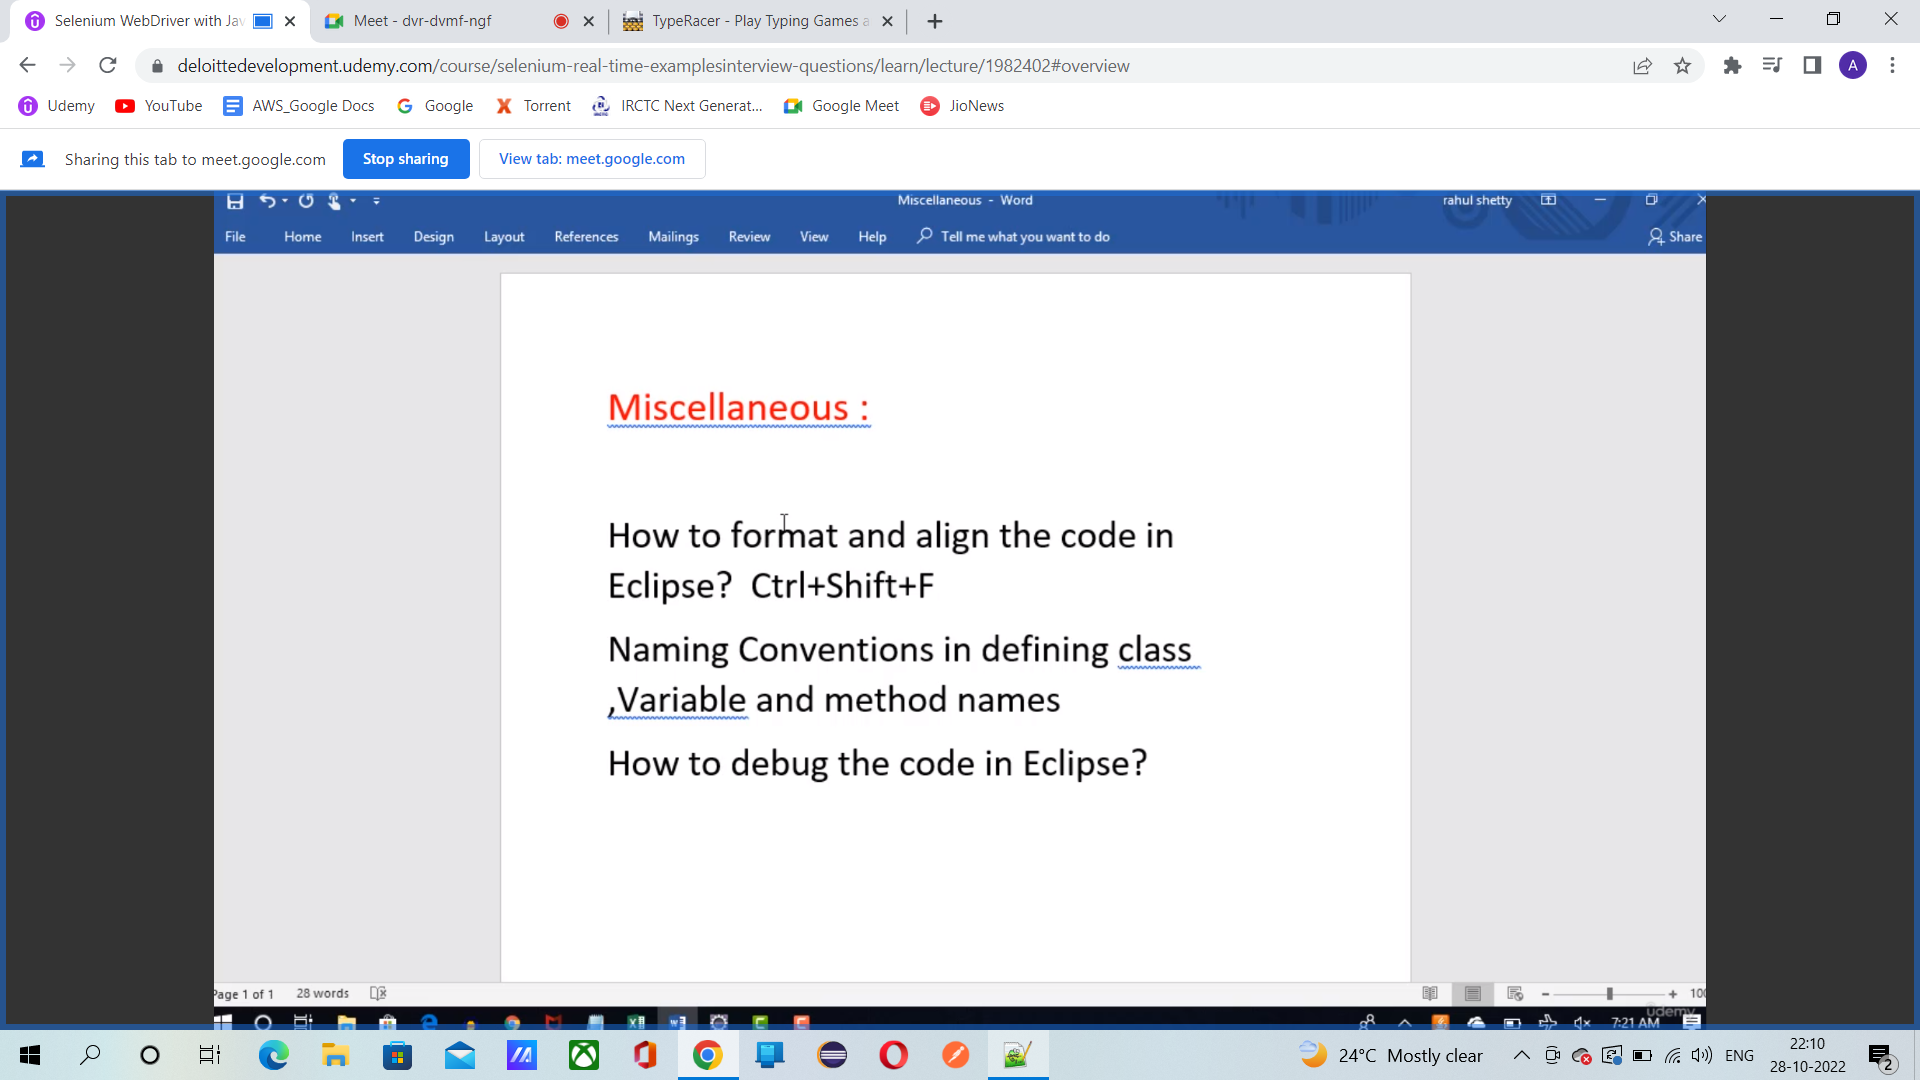 Selenium WebDriver with Jav
Meet - dvr-dvmf-ngf
TypeRacer - Play Typing Games a
deloittedevelopment.udemy.com/course/selenium-real-time-examplesinterview-questions/learn/lecture/1982402#overview
A
Udemy
YouTube
AWS_Google Docs
Google
Torrent
IRCTC Next Generat...
Google Meet
JioNews
Sharing this tab to meet.google.com
Stop sharing
View tab: meet.google.com
Miscellaneous - Word
rahul shetty
File
Home
Insert
Design
Layout
References
Mailings
Review
View
Help
Tell me what you want to do
Share
Miscellaneous :
How to format and align the code in
Eclipse?  Ctrl+Shift+F
Naming Conventions in defining class
,Variable and method names
How to debug the code in Eclipse?
Page 1 of 1
28 words
100
udemy
7:21 AM
24°C Mostly clear
ENG
22:10
28-10-2022
2